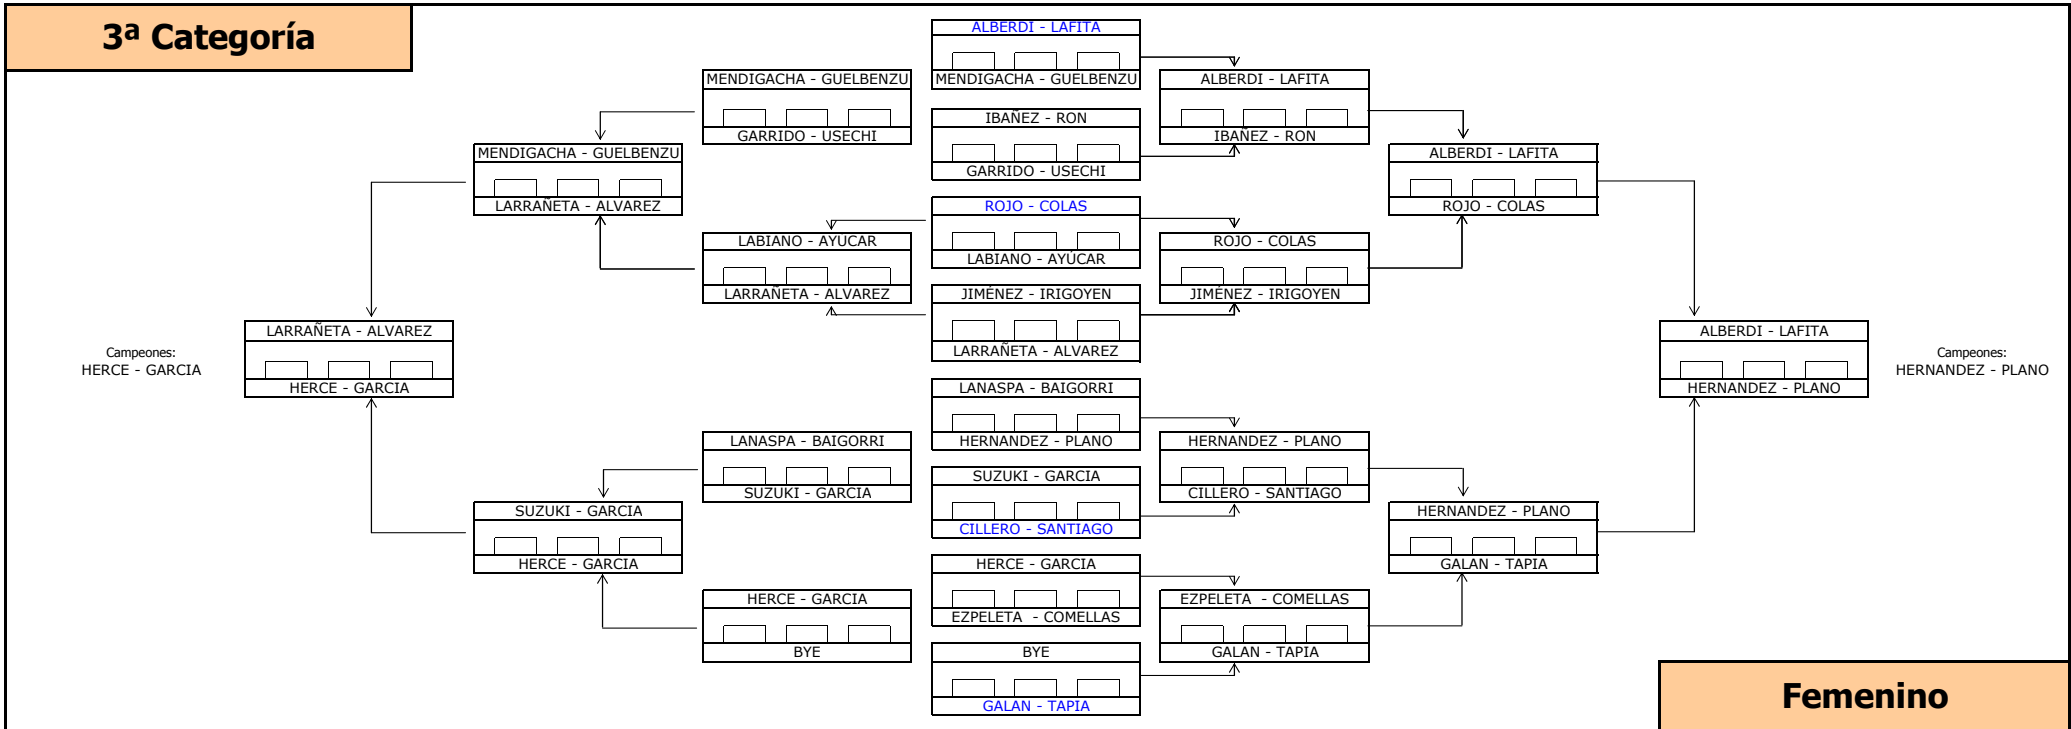 3ª Categoría
ALBERDI - LAFITA
MENDIGACHA - GUELBENZU
MENDIGACHA - GUELBENZU
GARRIDO - USECHI
ALBERDI - LAFITA
IBAÑEZ - RON
IBAÑEZ - RON
GARRIDO - USECHI
MENDIGACHA - GUELBENZU
LARRAÑETA - ALVAREZ
ALBERDI - LAFITA
ROJO - COLAS
ROJO - COLAS
LABIANO - AYUCAR
LABIANO - AYUCAR
LARRAÑETA - ALVAREZ
ROJO - COLAS
JIMÉNEZ - IRIGOYEN
JIMÉNEZ - IRIGOYEN
LARRAÑETA - ALVAREZ
Campeones:
HERCE - GARCIA
LARRAÑETA - ALVAREZ
HERCE - GARCIA
ALBERDI - LAFITA
HERNANDEZ - PLANO
Campeones:
HERNANDEZ - PLANO
LANASPA - BAIGORRI
HERNANDEZ - PLANO
LANASPA - BAIGORRI
SUZUKI - GARCIA
HERNANDEZ - PLANO
CILLERO - SANTIAGO
SUZUKI - GARCIA
CILLERO - SANTIAGO
SUZUKI - GARCIA
HERCE - GARCIA
HERNANDEZ - PLANO
GALAN - TAPIA
HERCE - GARCIA
EZPELETA - COMELLAS
HERCE - GARCIA
BYE
EZPELETA - COMELLAS
GALAN - TAPIA
BYE
GALAN - TAPIA
Femenino